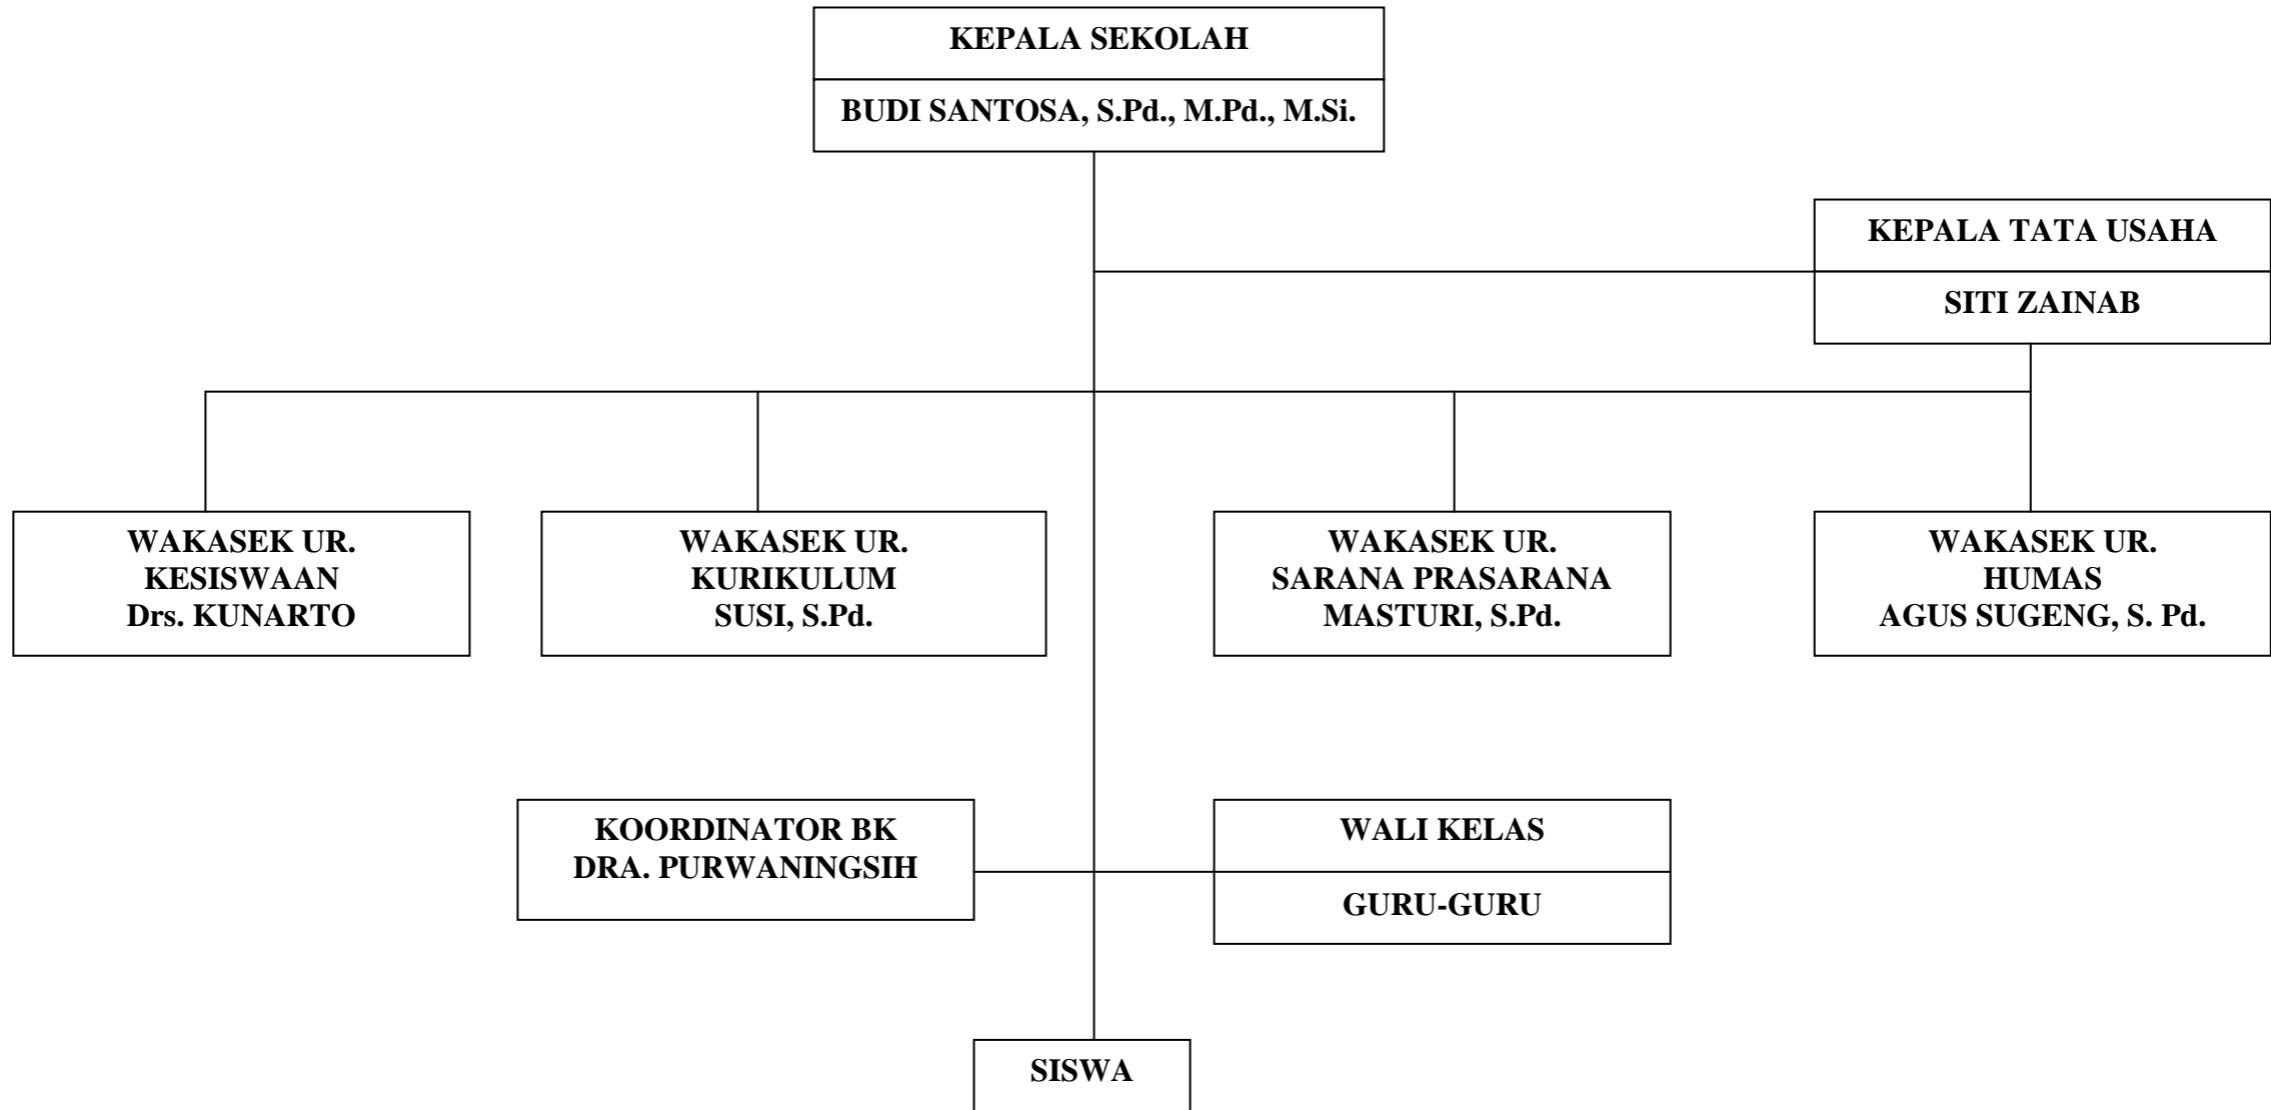 KEPALA SEKOLAH
BUDI SANTOSA, S.Pd., M.Pd., M.Si.
KEPALA TATA USAHA
SITI ZAINAB
WAKASEK UR.
KESISWAAN
Drs. KUNARTO
WAKASEK UR.
KURIKULUM
SUSI, S.Pd.
WAKASEK UR.
SARANA PRASARANA
MASTURI, S.Pd.
WAKASEK UR.
HUMAS
AGUS SUGENG, S. Pd.
KOORDINATOR BK
DRA. PURWANINGSIH
WALI KELAS
GURU-GURU
SISWA